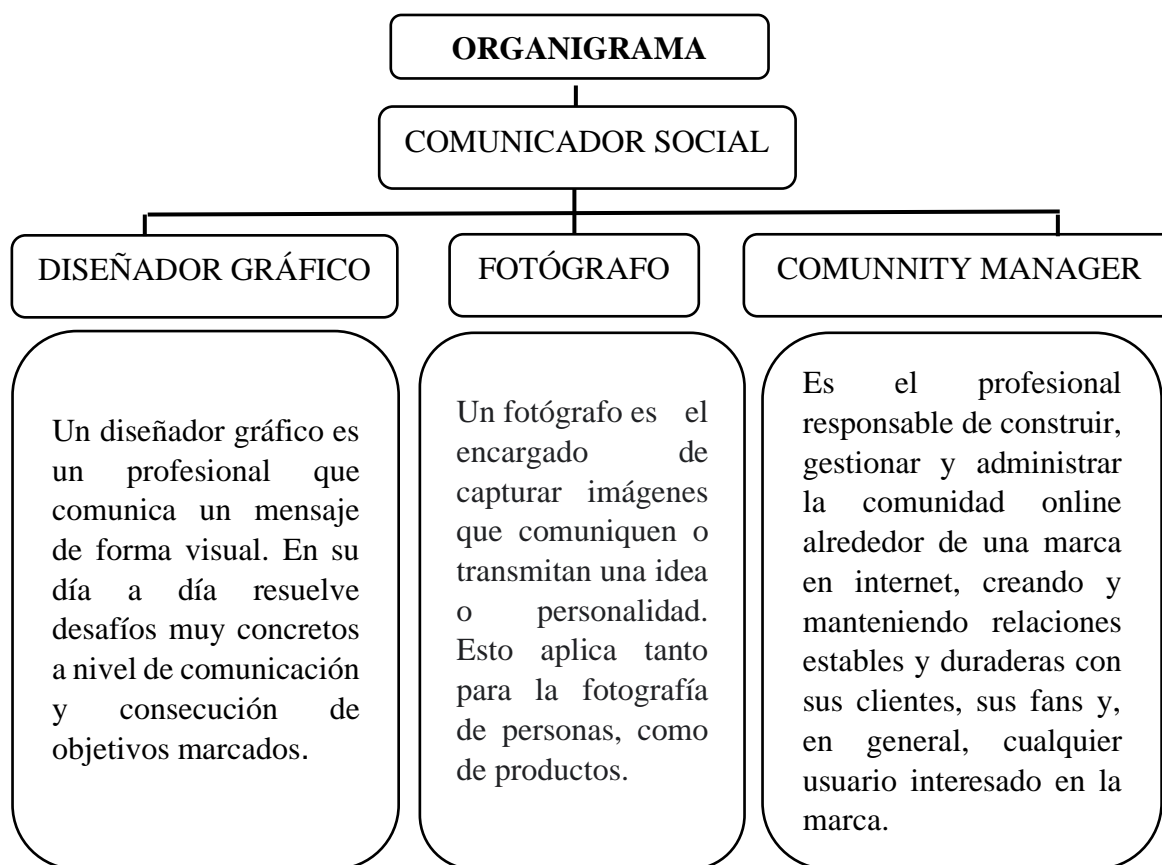 ORGANIGRAMA
COMUNICADOR SOCIAL
DISEÑADOR GRÁFICO
FOTÓGRAFO
COMUNNITY MANAGER
Un diseñador gráfico es
un profesional que
comunica un mensaje
de forma visual. En su
día a día resuelve
desafíos muy concretos
a nivel de comunicación
y consecución de
objetivos marcados.
Un fotógrafo es el
encargado de
capturar imágenes
que comuniquen o
transmitan una idea
o personalidad.
Esto aplica tanto
para la fotografía
de personas, como
de productos.
Es el profesional
responsable de construir,
gestionar y administrar
la comunidad online
alrededor de una marca
en internet, creando y
manteniendo relaciones
estables y duraderas con
sus clientes, sus fans y,
en general, cualquier
usuario interesado en la
marca.